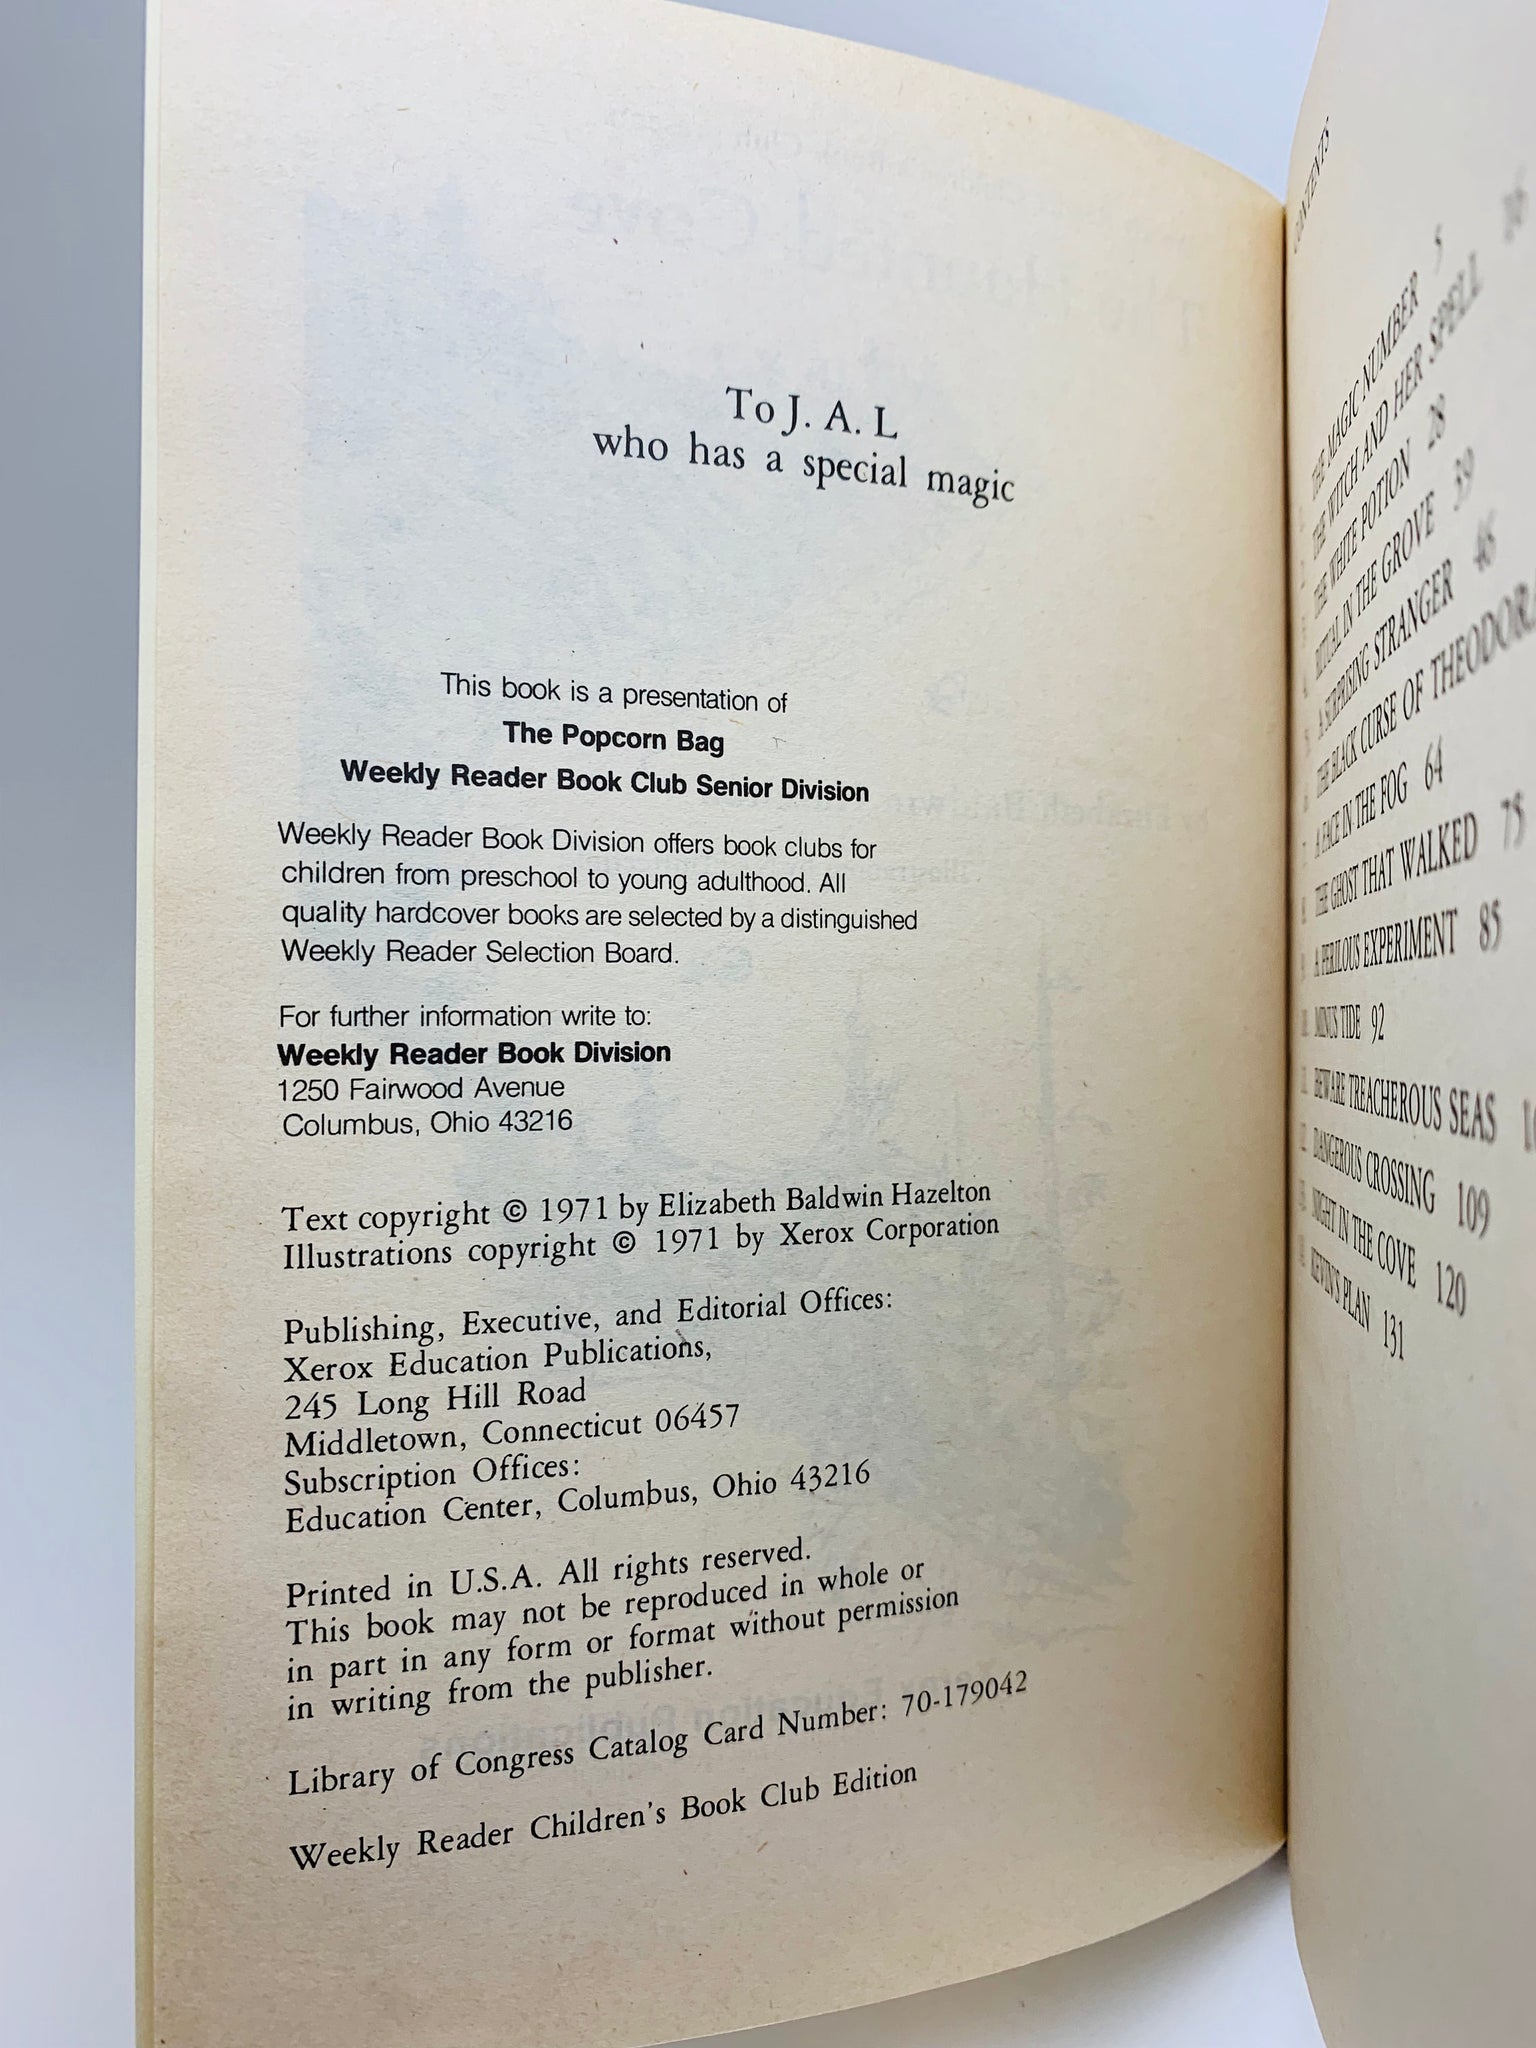 To J. A. L
who has a special magic
This book is a presentation of
The Popcorn Bag
Weekly Reader Book Club Senior Division
Weekly Reader Book Division offers book clubs for
children from preschool to young adulthood. All
quality hardcover books are selected by a distinguished
Weekly Reader Selection Board.
For further information write to:
Weekly Reader Book Division
1250 Fairwood Avenue
Columbus, Ohio 43216
Text copyright © 1971 by Elizabeth Baldwin Hazelton
Illustrations copyright © 1971 by Xerox Corporation
Publishing, Executive, and Editorial Offices:
Xerox Education Publications,
245 Long Hill Road
Middletown, Connecticut 06457
Subscription Offices:
Education Center, Columbus, Ohio 43216
Printed in U.S.A. All rights reserved.
This book may not be reproduced in whole or
in part in any form or format without permission
in writing from the publisher.
Library of Congress Catalog Card Number: 70-179042
Weekly Reader Children's Book Club Edition
CONTENTS
THE MAGIC NUMBER 5
THE WITCH AND HER SPELL
THE WHITE POTION 28
RITUAL IN THE GROVE 39
A SURPRISING STRANGER 46
THE BLACK CURSE OF THEODORA
A FACE IN THE FOG 64
THE GHOST THAT WALKED 75
A PERILOUS EXPERIMENT 85
MINUS TIDE 92
BEWARE TREACHEROUS SEAS
DANGEROUS CROSSING 109
NIGHT IN THE COVE 120
KEVIN'S PLAN 131